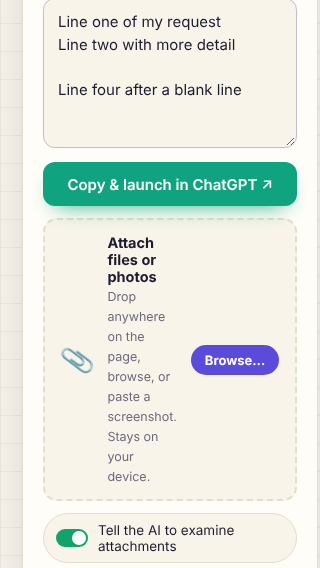 Line one of my request
Line two with more detail

Line four after a blank line
Copy & launch in ChatGPT ↗
Attach
files or
photos
Drop
anywhere
on the
page,
browse, or
paste a
screenshot.
Stays on
your
device.
Browse...
Tell the AI to examine
attachments